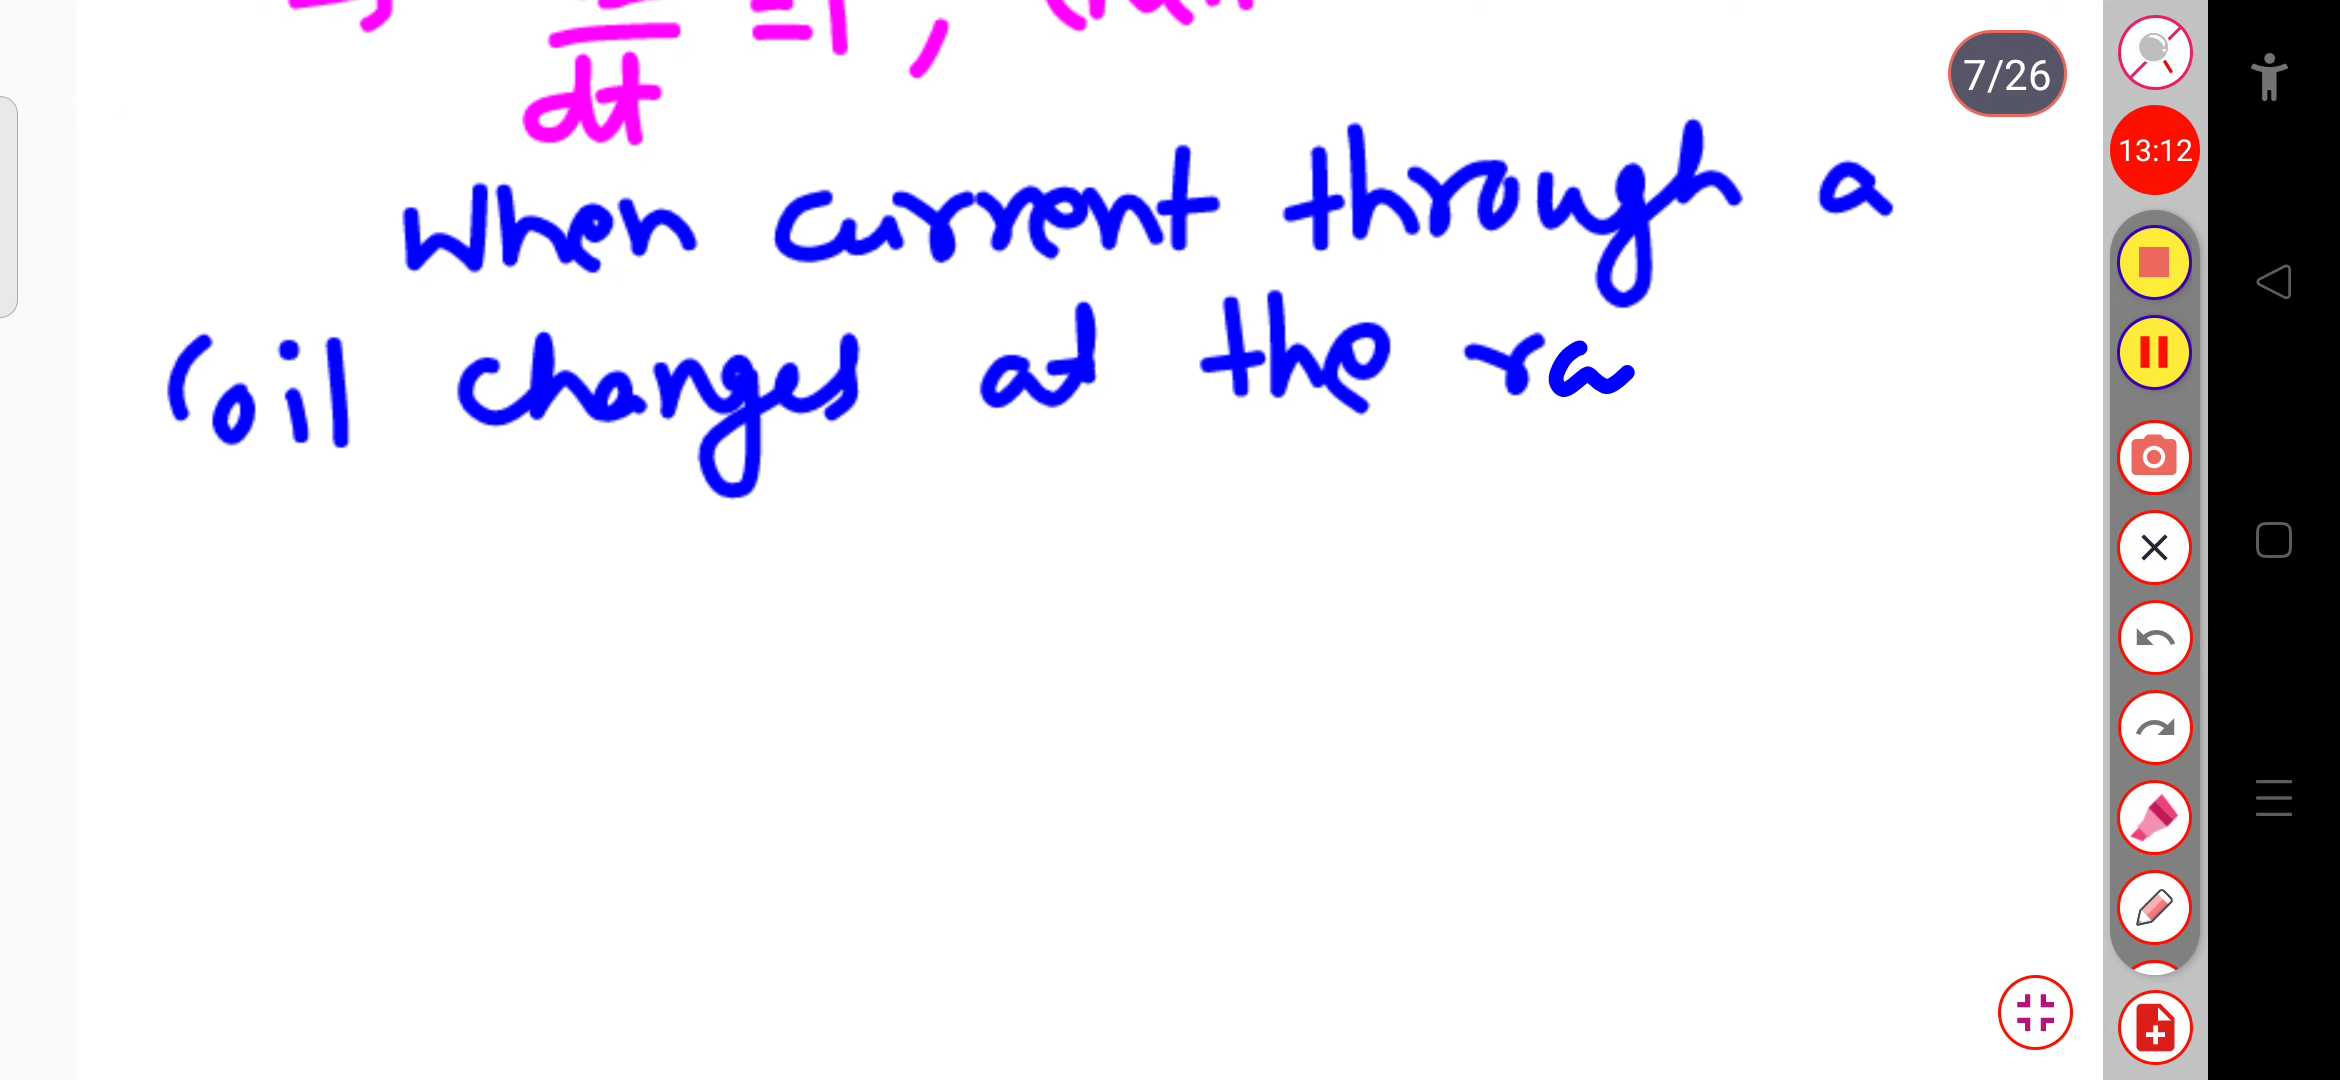 dt
7/26
13:12
when current through a
coil changes at the ra